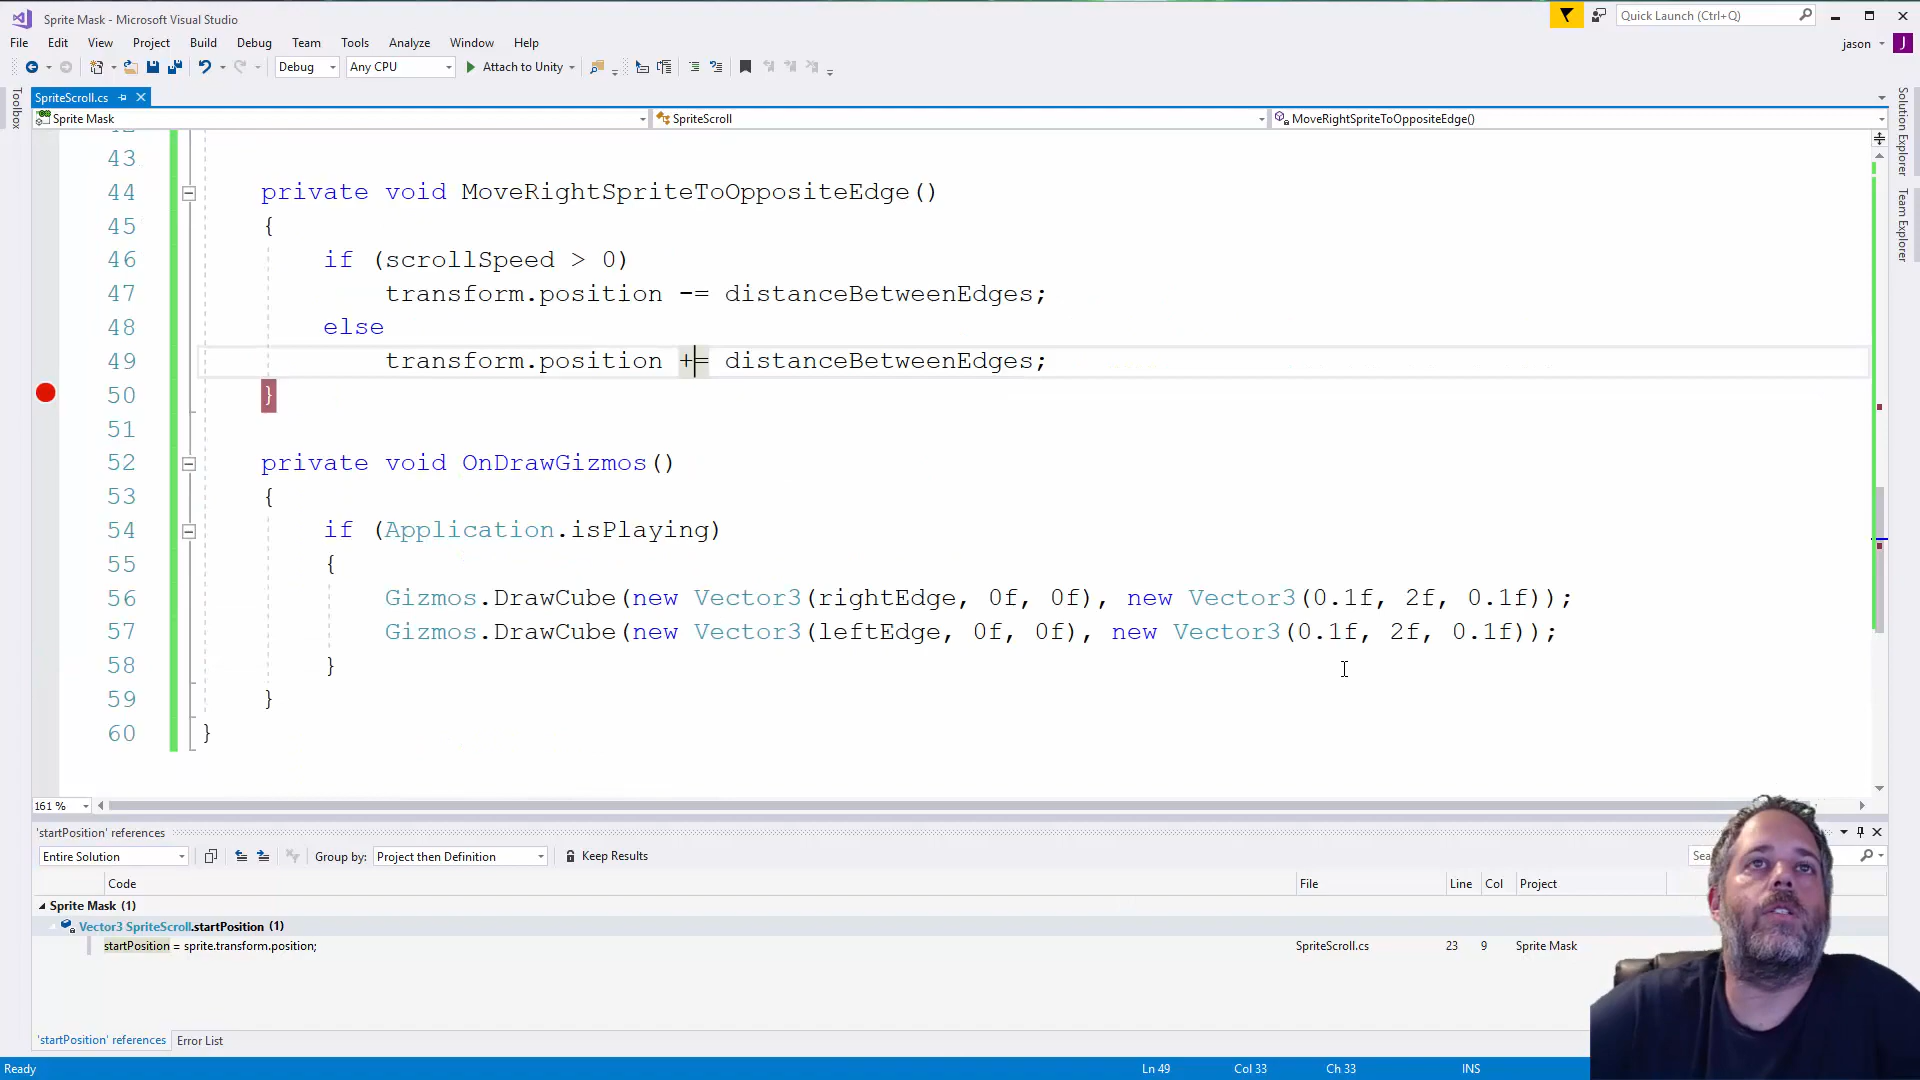 Sprite Mask - Microsoft Visual Studio
Quick Launch (Ctrl+Q)
File Edit View Project Build Debug Team Tools Analyze Window Help
jason J
Debug Any CPU Attach to Unity
Toolbox
SpriteScroll.cs
Sprite Mask SpriteScroll MoveRightSpriteToOppositeEdge()
Solution Explorer
Team Explorer
43
44 private void MoveRightSpriteToOppositeEdge()
45 {
46 if (scrollSpeed > 0)
47 transform.position -= distanceBetweenEdges;
48 else
49 transform.position += distanceBetweenEdges;
50 }
51
52 private void OnDrawGizmos()
53 {
54 if (Application.isPlaying)
55 {
56 Gizmos.DrawCube(new Vector3(rightEdge, 0f, 0f), new Vector3(0.1f, 2f, 0.1f));
57 Gizmos.DrawCube(new Vector3(leftEdge, 0f, 0f), new Vector3(0.1f, 2f, 0.1f));
58 }
59 }
60 }
161 %
'startPosition' references
Entire Solution Group by: Project then Definition Keep Results
Code File Line Col Project
Sprite Mask (1)
Vector3 SpriteScroll.startPosition (1)
startPosition = sprite.transform.position; SpriteScroll.cs 23 9 Sprite Mask
'startPosition' references Error List
Ready Ln 49 Col 33 Ch 33 INS